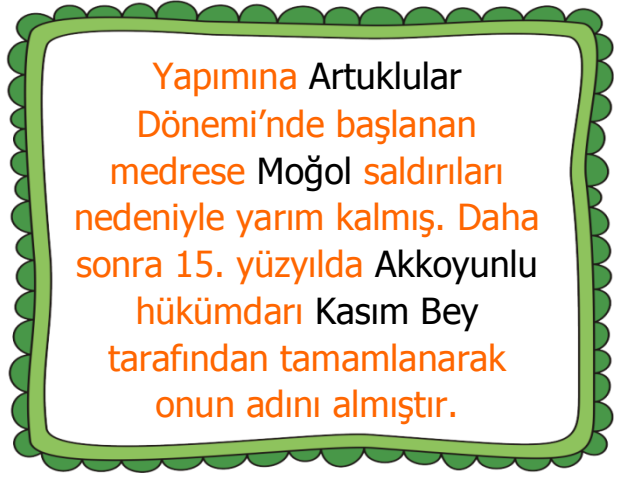 Yapımına Artuklular
Dönemi’nde başlanan
medrese Moğol saldırıları
nedeniyle yarım kalmış. Daha
sonra 15. yüzyılda Akkoyunlu
hükümdarı Kasım Bey
tarafından tamamlanarak
onun adını almıştır.